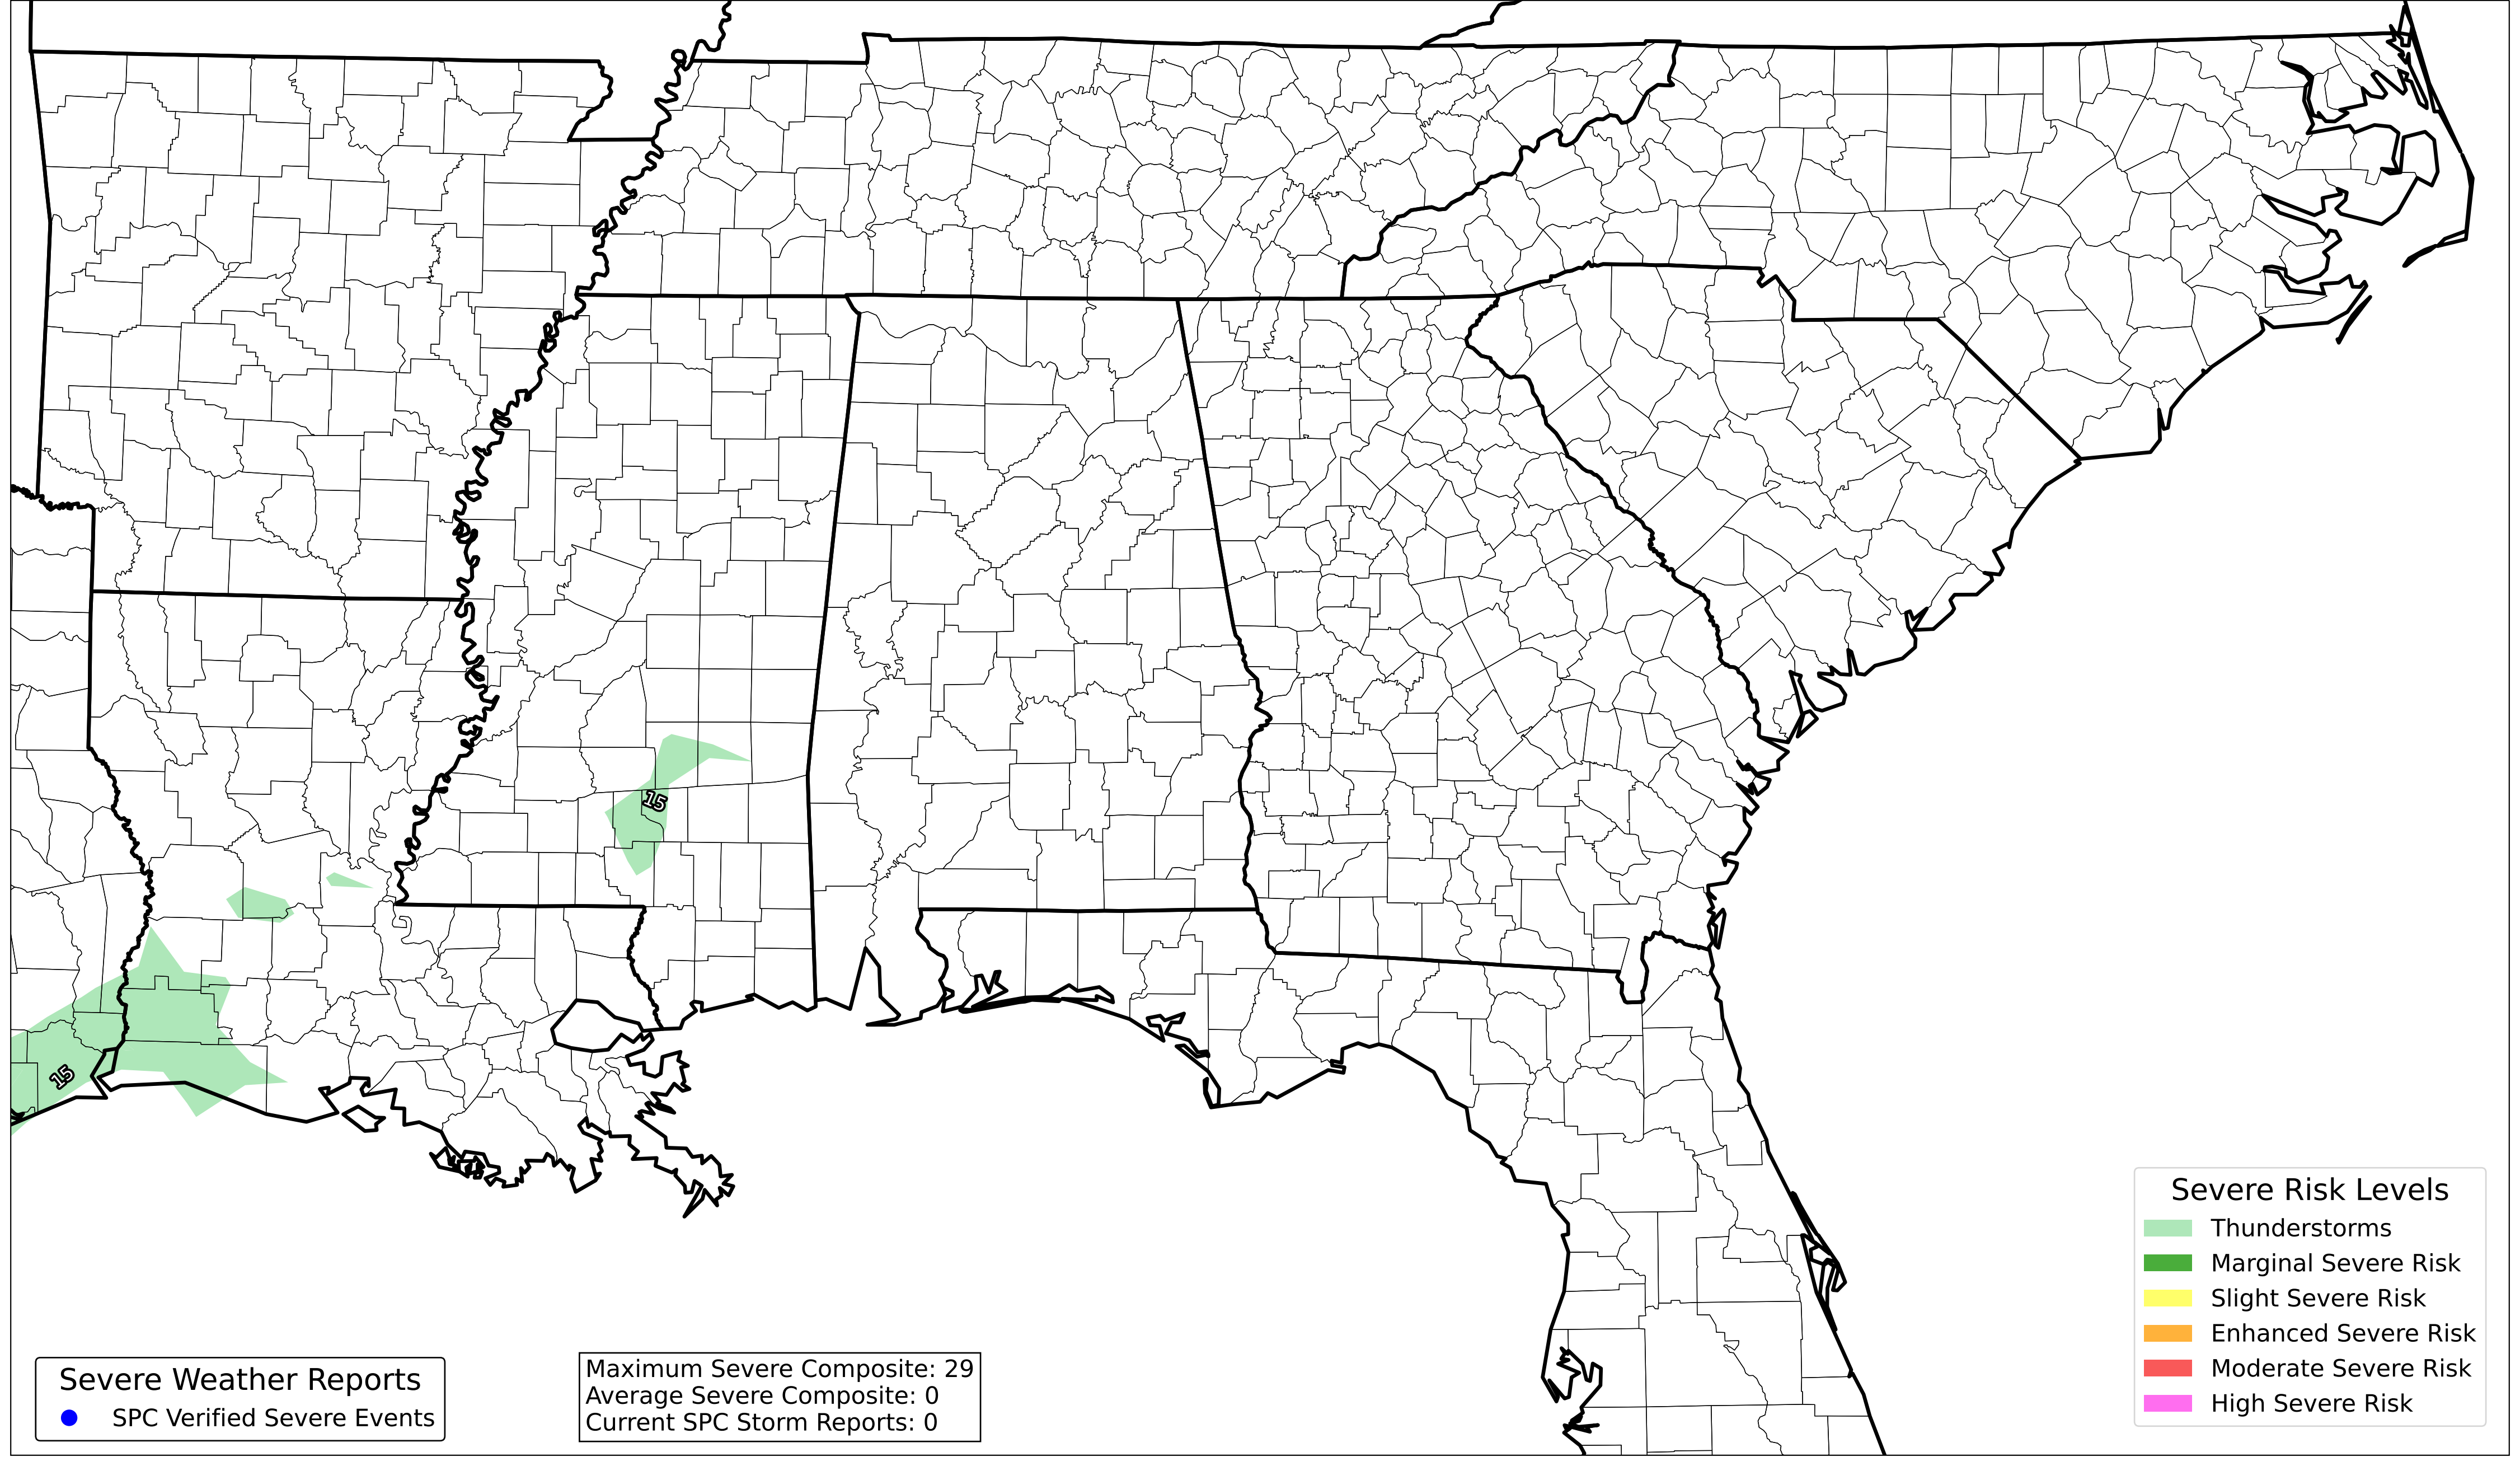 15
15
Severe Risk Levels
Thunderstorms
Marginal Severe Risk
Slight Severe Risk
Enhanced Severe Risk
Moderate Severe Risk
High Severe Risk
Severe Weather Reports
SPC Verified Severe Events
Maximum Severe Composite: 29
Average Severe Composite: 0
Current SPC Storm Reports: 0